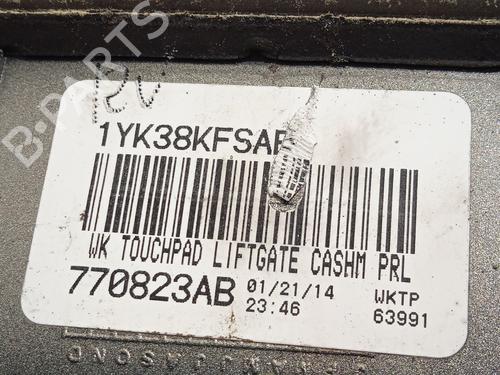 B-PARTS
1YK38KFSAB
WK TOUCHPAD LIFTGATE CASHM PRL
770823AB
01/21/14
23:46
WKTP
63991